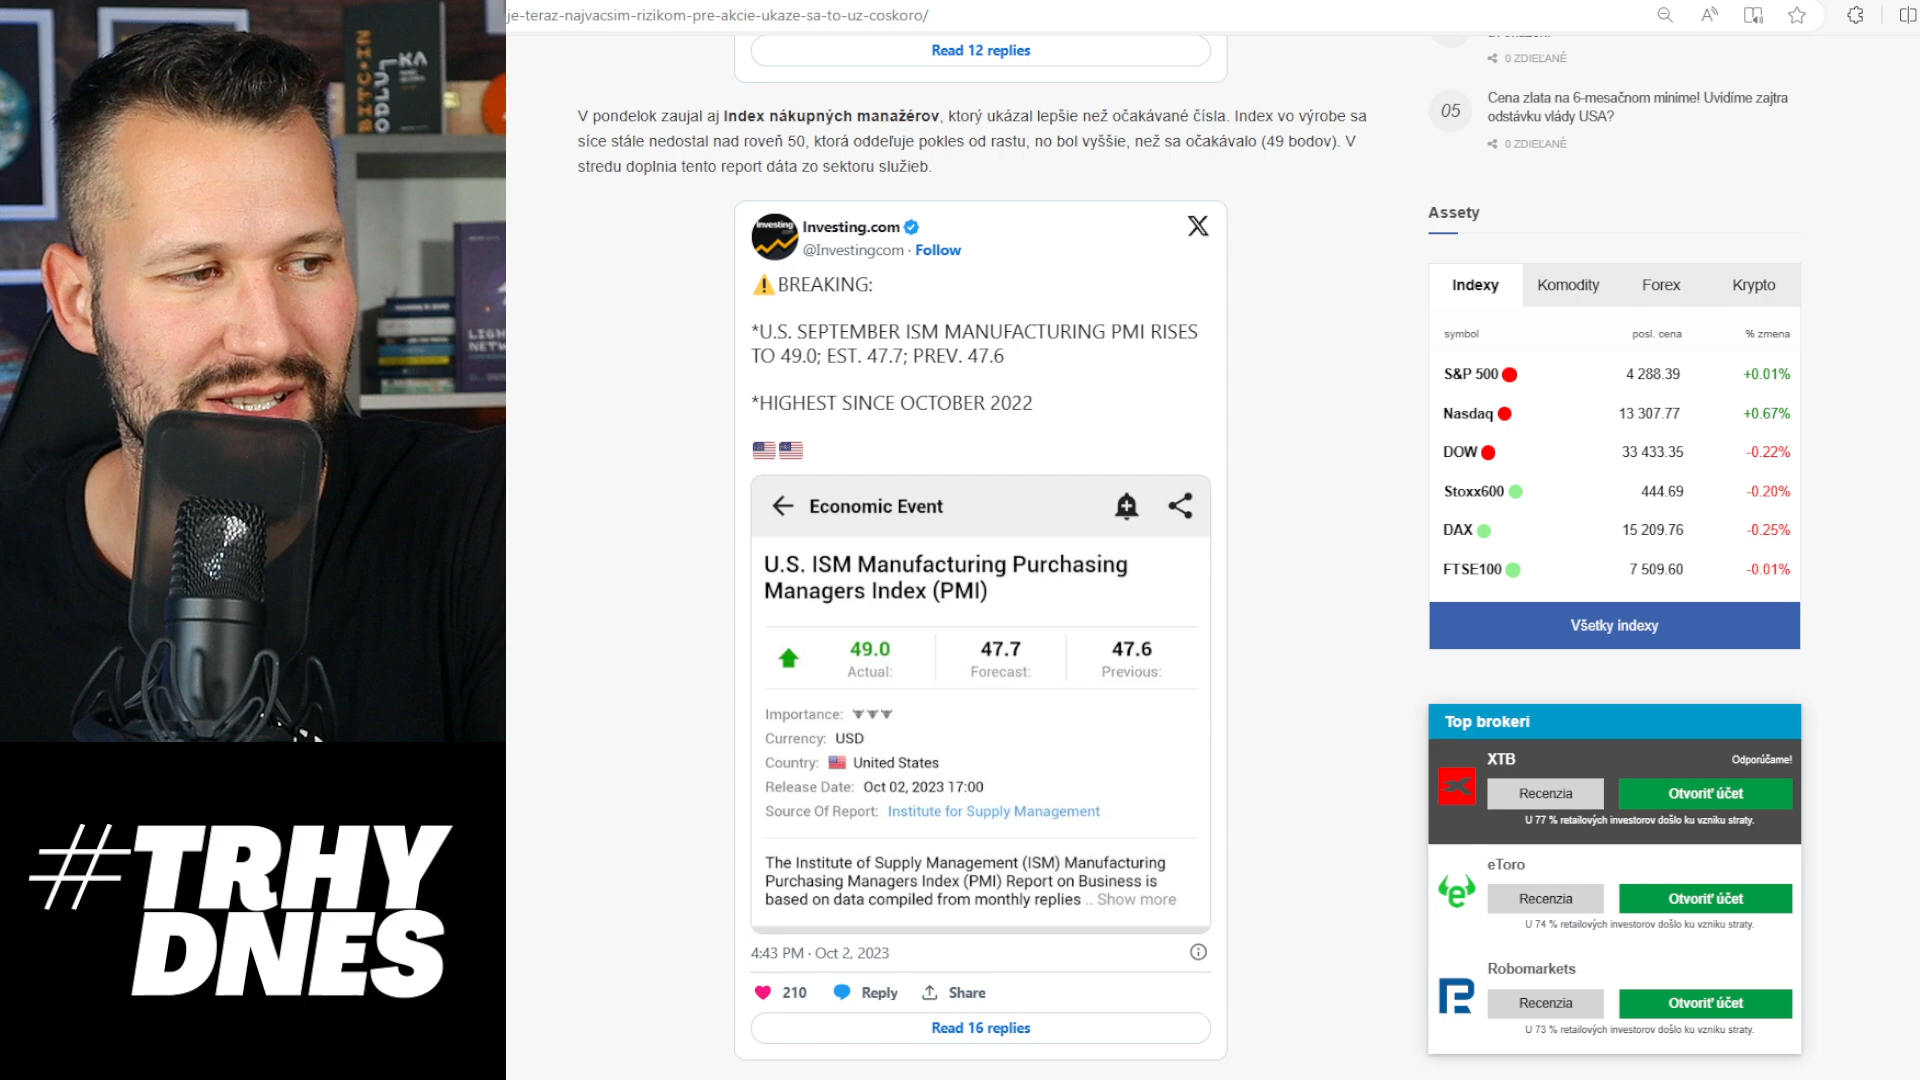 je-teraz-najvacsim-rizikom-pre-akcie-ukaze-sa-to-uz-coskoro/
BITCOIN
ODLUKA
LIGH
NETW
#TRHY
DNES
Read 12 replies
V pondelok zaujal aj Index nákupných manažérov, ktorý ukázal lepšie než očakávané čísla. Index vo výrobe sa
síce stále nedostal nad roveň 50, ktorá oddeľuje pokles od rastu, no bol vyššie, než sa očakávalo (49 bodov). V
stredu doplnia tento report dáta zo sektoru služieb.
Investing.com
@Investingcom · Follow
X
⚠️BREAKING:
*U.S. SEPTEMBER ISM MANUFACTURING PMI RISES
TO 49.0; EST. 47.7; PREV. 47.6
*HIGHEST SINCE OCTOBER 2022
🇺🇸🇺🇸
Economic Event
U.S. ISM Manufacturing Purchasing
Managers Index (PMI)
49.0 47.7 47.6
Actual: Forecast: Previous:
Importance:
Currency: USD
Country: United States
Release Date: Oct 02, 2023 17:00
Source Of Report: Institute for Supply Management
The Institute of Supply Management (ISM) Manufacturing
Purchasing Managers Index (PMI) Report on Business is
based on data compiled from monthly replies .. Show more
4:43 PM · Oct 2, 2023
210 Reply Share
Read 16 replies
0 ZDIEĽANÉ
05
Cena zlata na 6-mesačnom minime! Uvidíme zajtra
odstávku vlády USA?
0 ZDIEĽANÉ
Assety
Indexy Komodity Forex Krypto
symbol posl. cena % zmena
S&P 500 4 288.39 +0.01%
Nasdaq 13 307.77 +0.67%
DOW 33 433.35 -0.22%
Stoxx600 444.69 -0.20%
DAX 15 209.76 -0.25%
FTSE100 7 509.60 -0.01%
Všetky indexy
Top brokeri
XTB Odporúčame!
Recenzia Otvoriť účet
U 77 % retailových investorov došlo ku vzniku straty.
eToro
Recenzia Otvoriť účet
U 74 % retailových investorov došlo ku vzniku straty.
Robomarkets
Recenzia Otvoriť účet
U 73 % retailových investorov došlo ku vzniku straty.